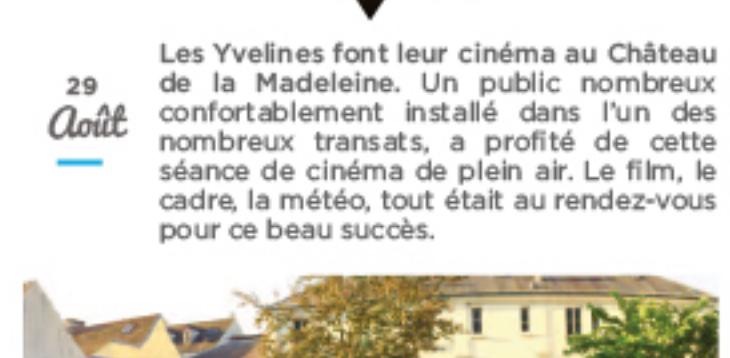 29
Août
Les Yvelines font leur cinéma au Château
de la Madeleine. Un public nombreux
confortablement installé dans l'un des
nombreux transats, a profité de cette
séance de cinéma de plein air. Le film, le
cadre, la météo, tout était au rendez-vous
pour ce beau succès.